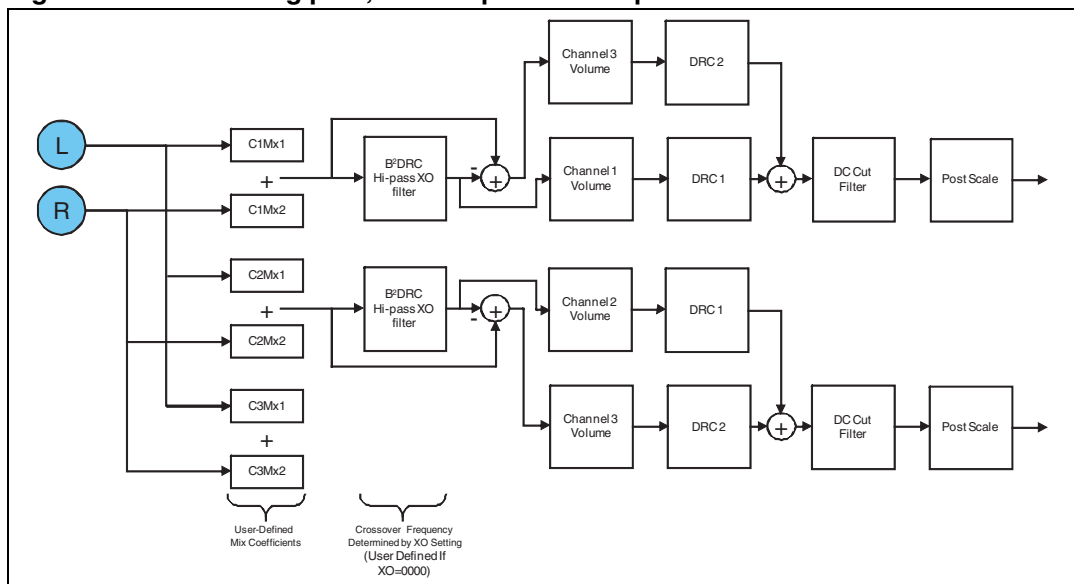 L
R
C1Mx1
+
C1Mx2
C2Mx1
+
C2Mx2
C3Mx1
+
C3Mx2
User-Defined
Mix Coefficients
B²DRC
Hi-pass XO
filter
-
+
Channel 3
Volume
DRC 2
Channel 1
Volume
DRC 1
+
DC Cut
Filter
Post Scale
B²DRC
Hi-pass XO
filter
-
+
Channel 2
Volume
DRC 1
Channel 3
Volume
DRC 2
+
DC Cut
Filter
Post Scale
Crossover Frequency
Determined by XO Setting
(User Defined If
XO=0000)